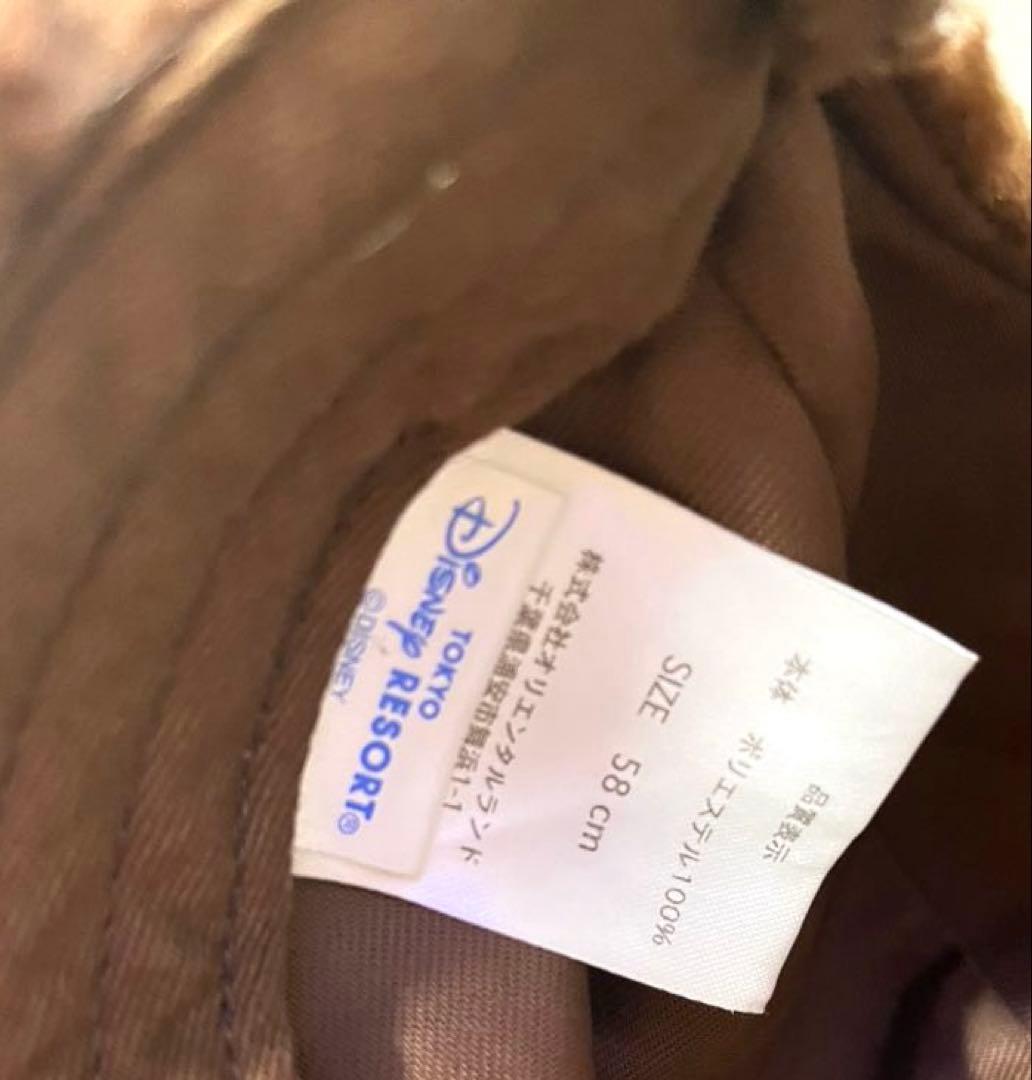 品質表示
本体 ポリエステル100%
SIZE 58 cm
株式会社オリエンタルランド
千葉県浦安市舞浜1-1
TOKYO
DISNEY RESORT®
©DISNEY